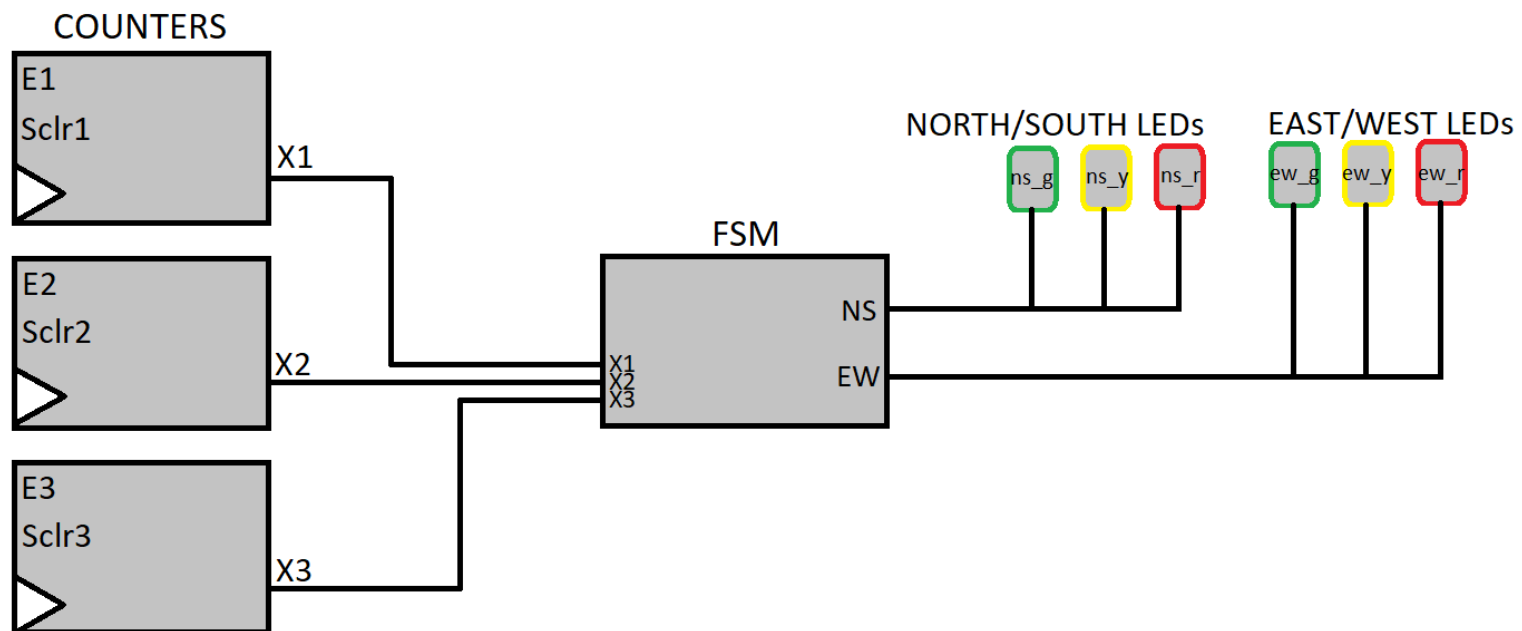 COUNTERS
E1
Sclr1
X1
E2
Sclr2
X2
E3
Sclr3
X3
FSM
X1
X2
X3
NS
EW
NORTH/SOUTH LEDs
ns_g
ns_y
ns_r
EAST/WEST LEDs
ew_g
ew_y
ew_r